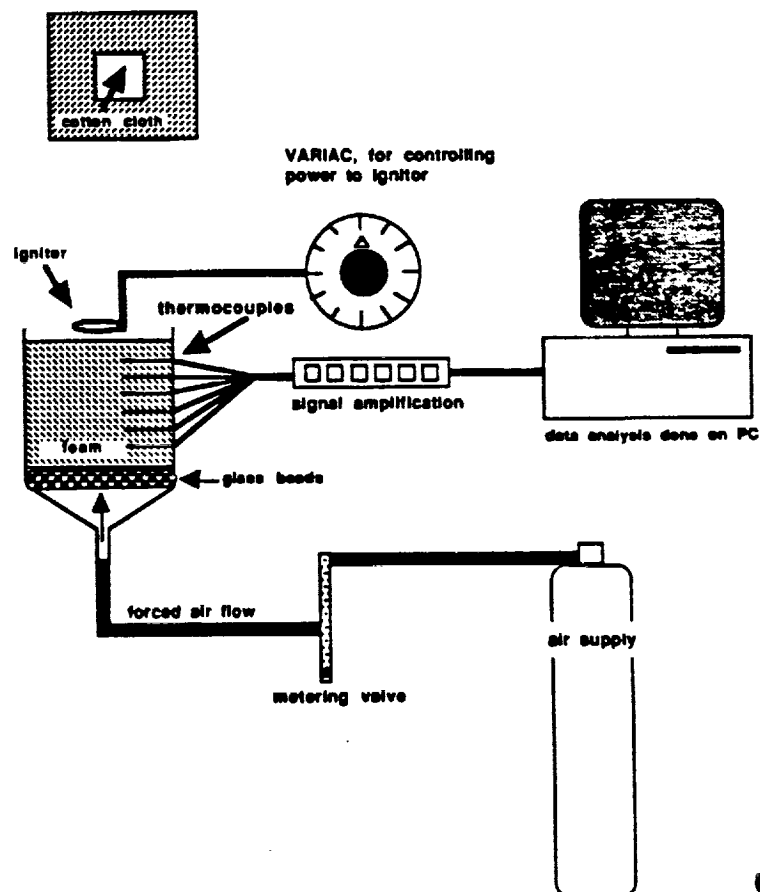 cotton cloth
VARIAC, for controlling
power to ignitor
igniter
thermocouples
signal amplification
data analysis done on PC
foam
glass beads
forced air flow
air supply
metering valve